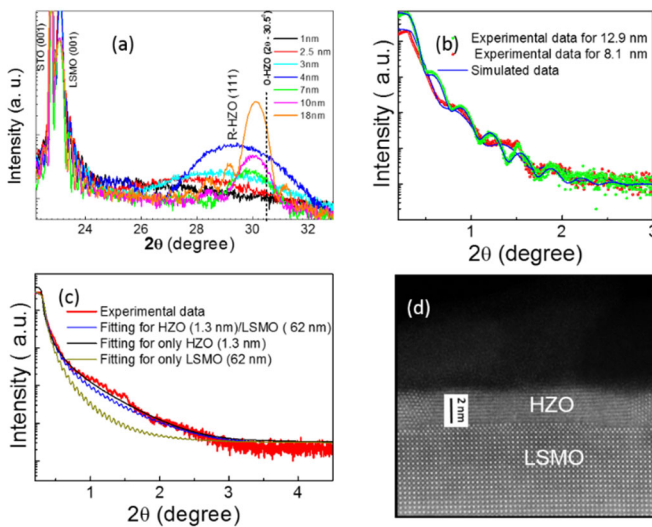 (a)
STO (001)
LSMO (001)
R-HZO (111)
O-HZO (2θ - 30.5°)
1nm
2.5 nm
3nm
4nm
7nm
10nm
18nm
Intensity (a. u.)
24 26 28 30 32
2θ (degree)
(b)
Experimental data for 12.9 nm
Experimental data for 8.1 nm
Simulated data
Intensity (a.u.)
1 2 3
2θ (degree)
(c)
Experimental data
Fitting for HZO (1.3 nm)/LSMO ( 62 nm)
Fitting for only HZO (1.3 nm)
Fitting for only LSMO (62 nm)
Intensity ( a.u.)
1 2 3 4
2θ (degree)
(d)
2 nm
HZO
LSMO